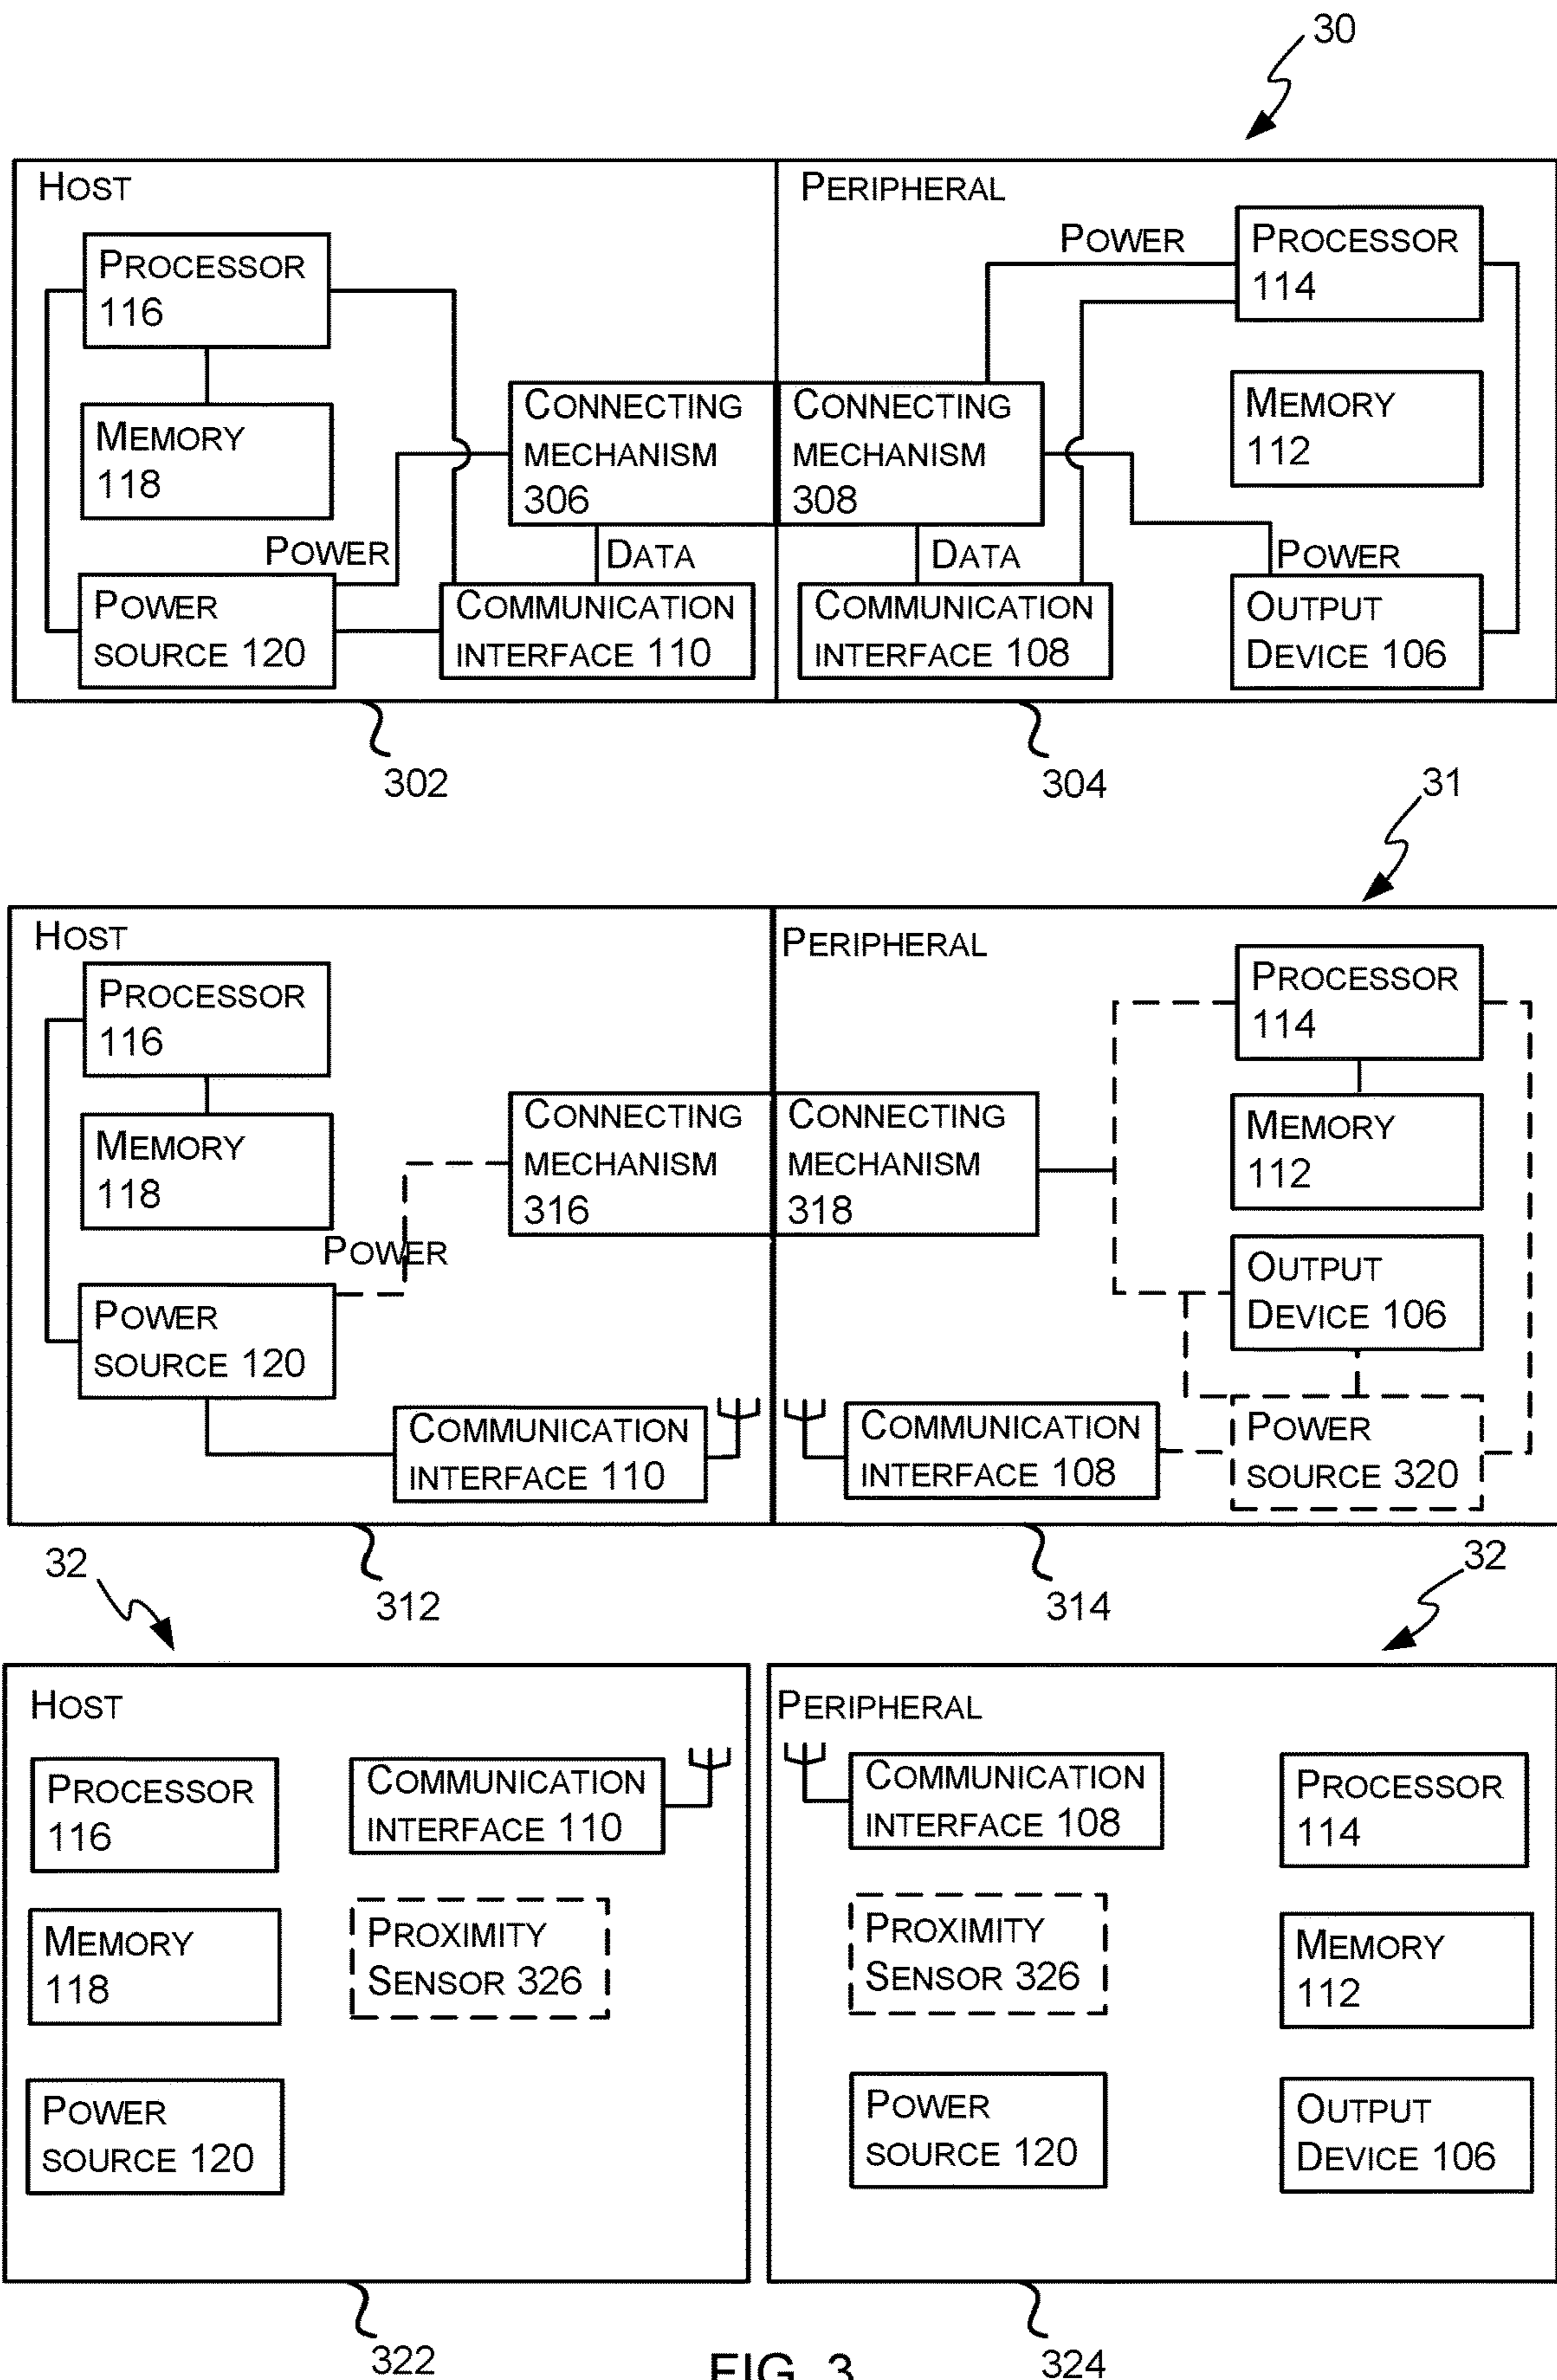 30
HOST
PERIPHERAL
PROCESSOR
116
POWER
PROCESSOR
114
MEMORY
118
CONNECTING
MECHANISM
306
CONNECTING
MECHANISM
308
MEMORY
112
POWER
DATA
DATA
POWER
POWER
SOURCE 120
COMMUNICATION
INTERFACE 110
COMMUNICATION
INTERFACE 108
OUTPUT
DEVICE 106
302
304
31
HOST
PERIPHERAL
PROCESSOR
116
PROCESSOR
114
MEMORY
118
CONNECTING
MECHANISM
316
CONNECTING
MECHANISM
318
MEMORY
112
POWER
POWER
SOURCE 120
OUTPUT
DEVICE 106
COMMUNICATION
INTERFACE 110
COMMUNICATION
INTERFACE 108
POWER
SOURCE 320
312
314
32
32
HOST
PERIPHERAL
PROCESSOR
116
COMMUNICATION
INTERFACE 110
COMMUNICATION
INTERFACE 108
PROCESSOR
114
MEMORY
118
PROXIMITY
SENSOR 326
PROXIMITY
SENSOR 326
MEMORY
112
POWER
SOURCE 120
POWER
SOURCE 120
OUTPUT
DEVICE 106
322
324
FIG. 3